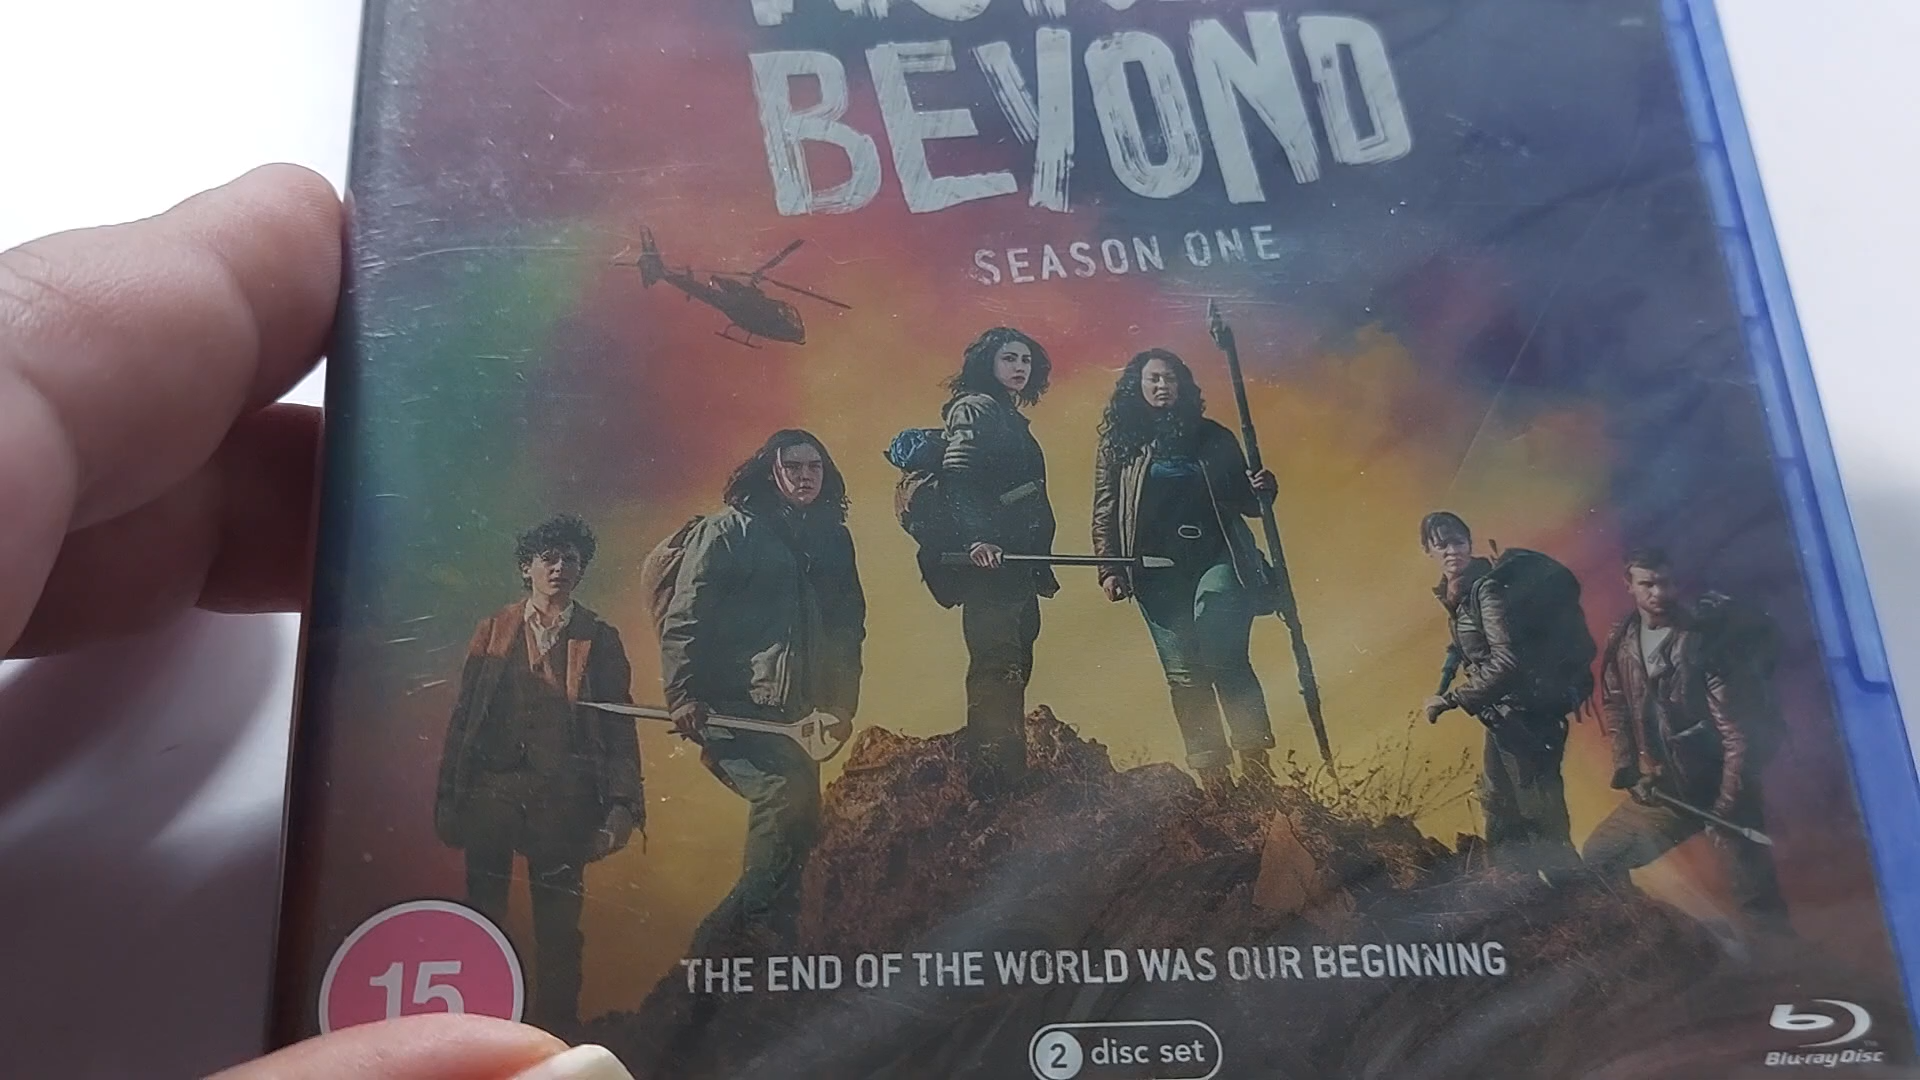 BEYOND
SEASON ONE
THE END OF THE WORLD WAS OUR BEGINNING
15
2 disc set
Blu-ray Disc